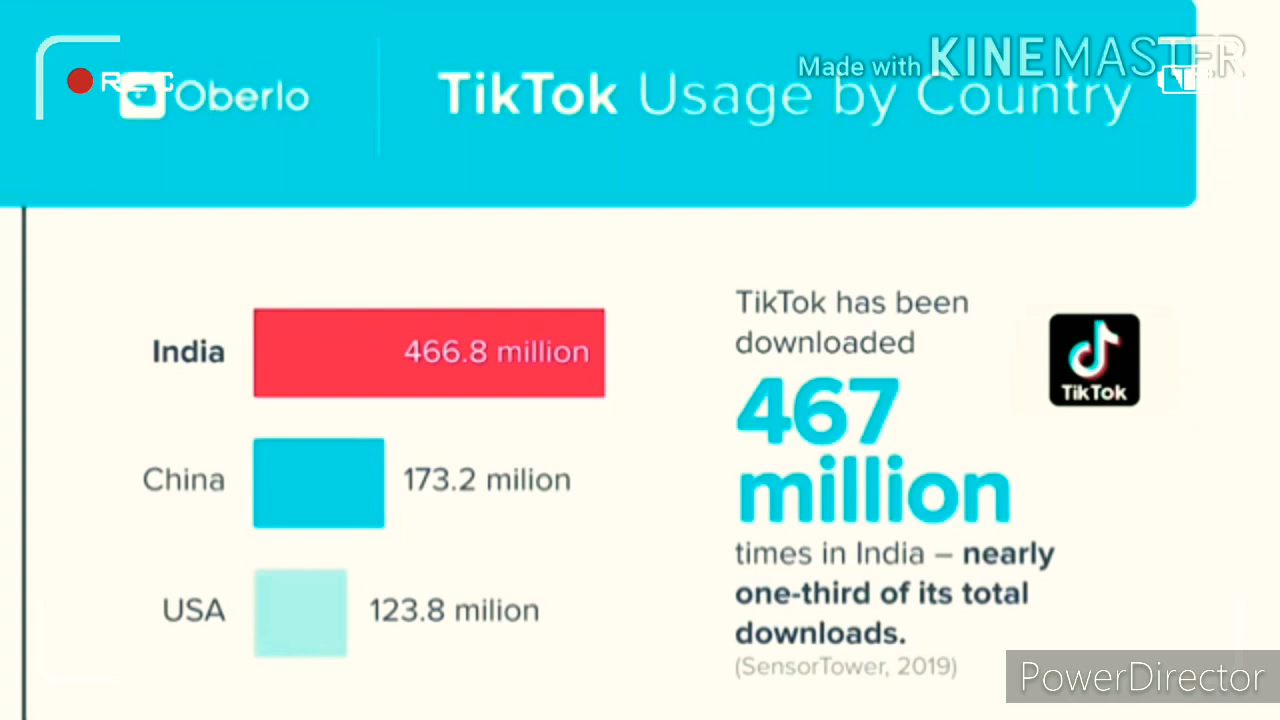 Made with KINEMASTER
REC
Oberlo
TikTok Usage by Country
India
466.8 million
China
173.2 milion
USA
123.8 milion
TikTok has been
downloaded
467
million
times in India – nearly
one-third of its total
downloads.
(SensorTower, 2019)
TikTok
PowerDirector